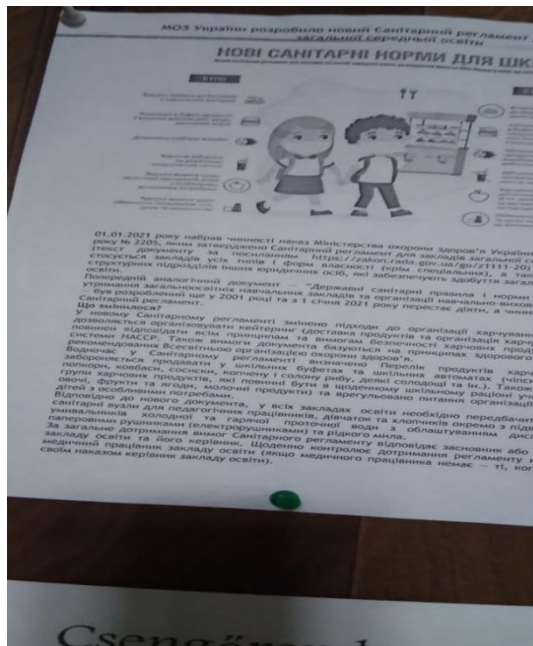 МОЗ України розробило новий Санітарний регламент
загальної середньої освіти
НОВІ САНІТАРНІ НОРМИ ДЛЯ ШК
БУЛО
01.01.2021 року набрав чинності наказ Міністерства охорони здоров'я Україн
року № 2205, яким затверджено Санітарний регламент для закладів загальної се
(текст документу за посиланням https://zakon.rada.gov.ua/go/z1111-20)
стосується закладів усіх типів і форм власності (крім спеціальних), а так
структурних підрозділів інших юридичних осіб, які забезпечують здобуття загал
освіти.
Попередній аналогічний документ – "Державні санітарні правила і норми
утримання загальноосвітніх навчальних закладів та організації навчально-вихов
– був розроблений ще у 2001 році та з 1 січня 2021 року перестає діяти, а чинн
Санітарний регламент.
Що змінилося?
У новому Санітарному регламенті змінено підходи до організації харчуван
дозволяється організовувати кейтеринг (доставка продуктів та організація харчу
повинен відповідати всім принципам та вимогам безпечності харчових прод
системи НАССР. Також вимоги документа базуються на принципах здорового
рекомендованих Всесвітньою організацією охорони здоров'я.
Водночас у Санітарному регламенті визначено Перелік продуктів харч
забороняється продавати у шкільних буфетах та шкільних автоматах (чіпси
попкорн, ковбаси, сосиски, копчену і солону рибу, деякі солодощі та ін.). Також
групи харчових продуктів, які повинні бути в щоденному шкільному раціоні уч
овочі, фрукти та ягоди, молочні продукти) та врегульовано питання організації
дітей з особливими потребами.
Відповідно до нового документа, у всіх закладах освіти необхідно передбачит
санітарні вузли для педагогічних працівників, дівчаток та хлопчиків окремо з підв
умивальників холодної та гарячої проточної води з облаштуванням дисп
паперовими рушниками (електрорушниками) та рідкого мила.
За загальне дотримання вимог Санітарного регламенту відповідає засновник або
закладу освіти та його керівник. Щоденно контролює дотримання регламенту
медичний працівник закладу освіти (якщо медичного працівника немає – ті, ког
своїм наказом керівник закладу освіти).